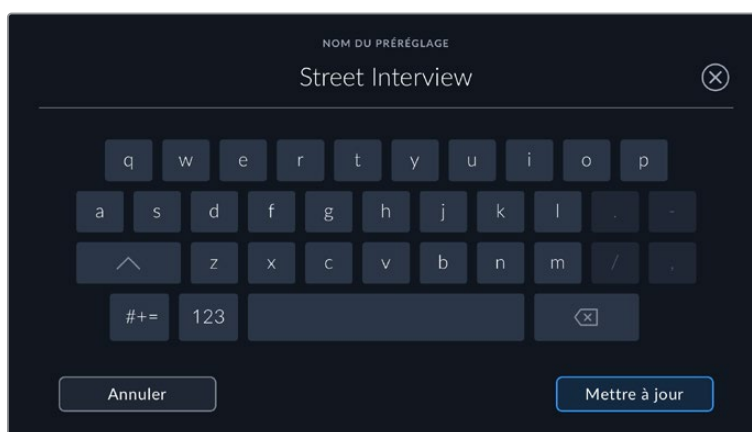 NOM DU PRÉRÉGLAGE
Street Interview
q w e r t y u i o p
a s d f g h j k l . -
z x c v b n m / ,
#+= 123
Annuler Mettre à jour